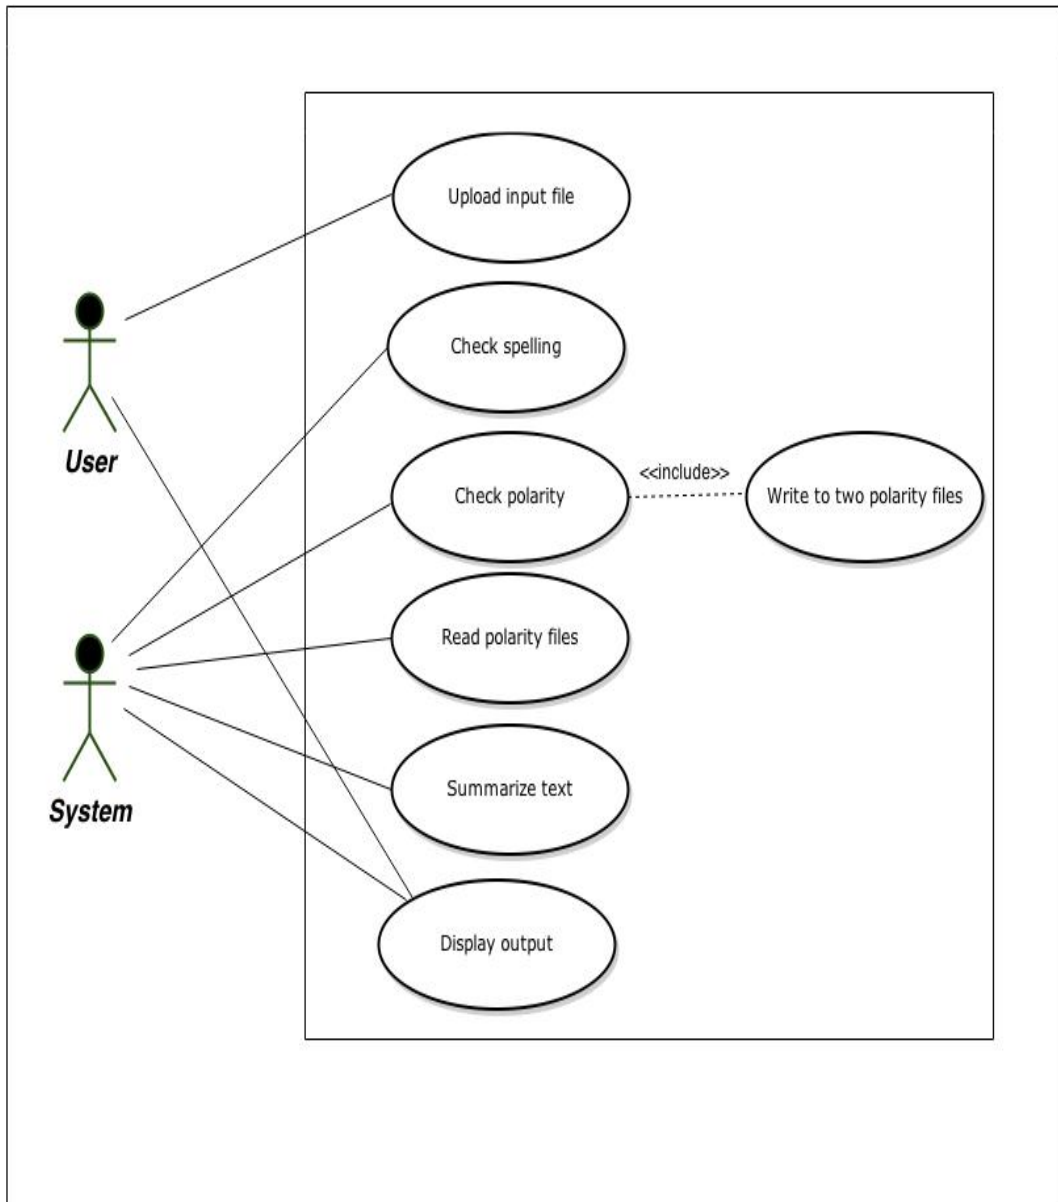 Upload input file
Check spelling
User
<<include>>
Check polarity
Write to two polarity files
Read polarity files
Summarize text
System
Display output